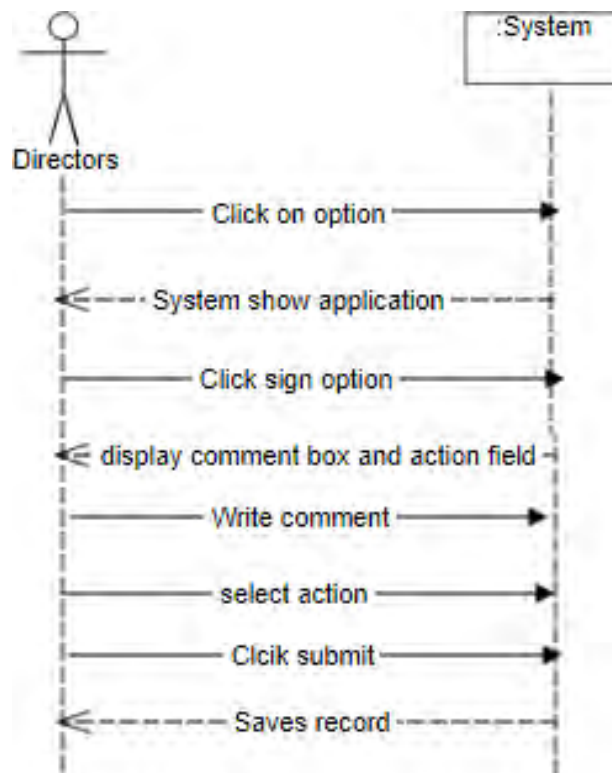 :System
Directors
Click on option
System show application
Click sign option
display comment box and action field
Write comment
select action
Clcik submit
Saves record